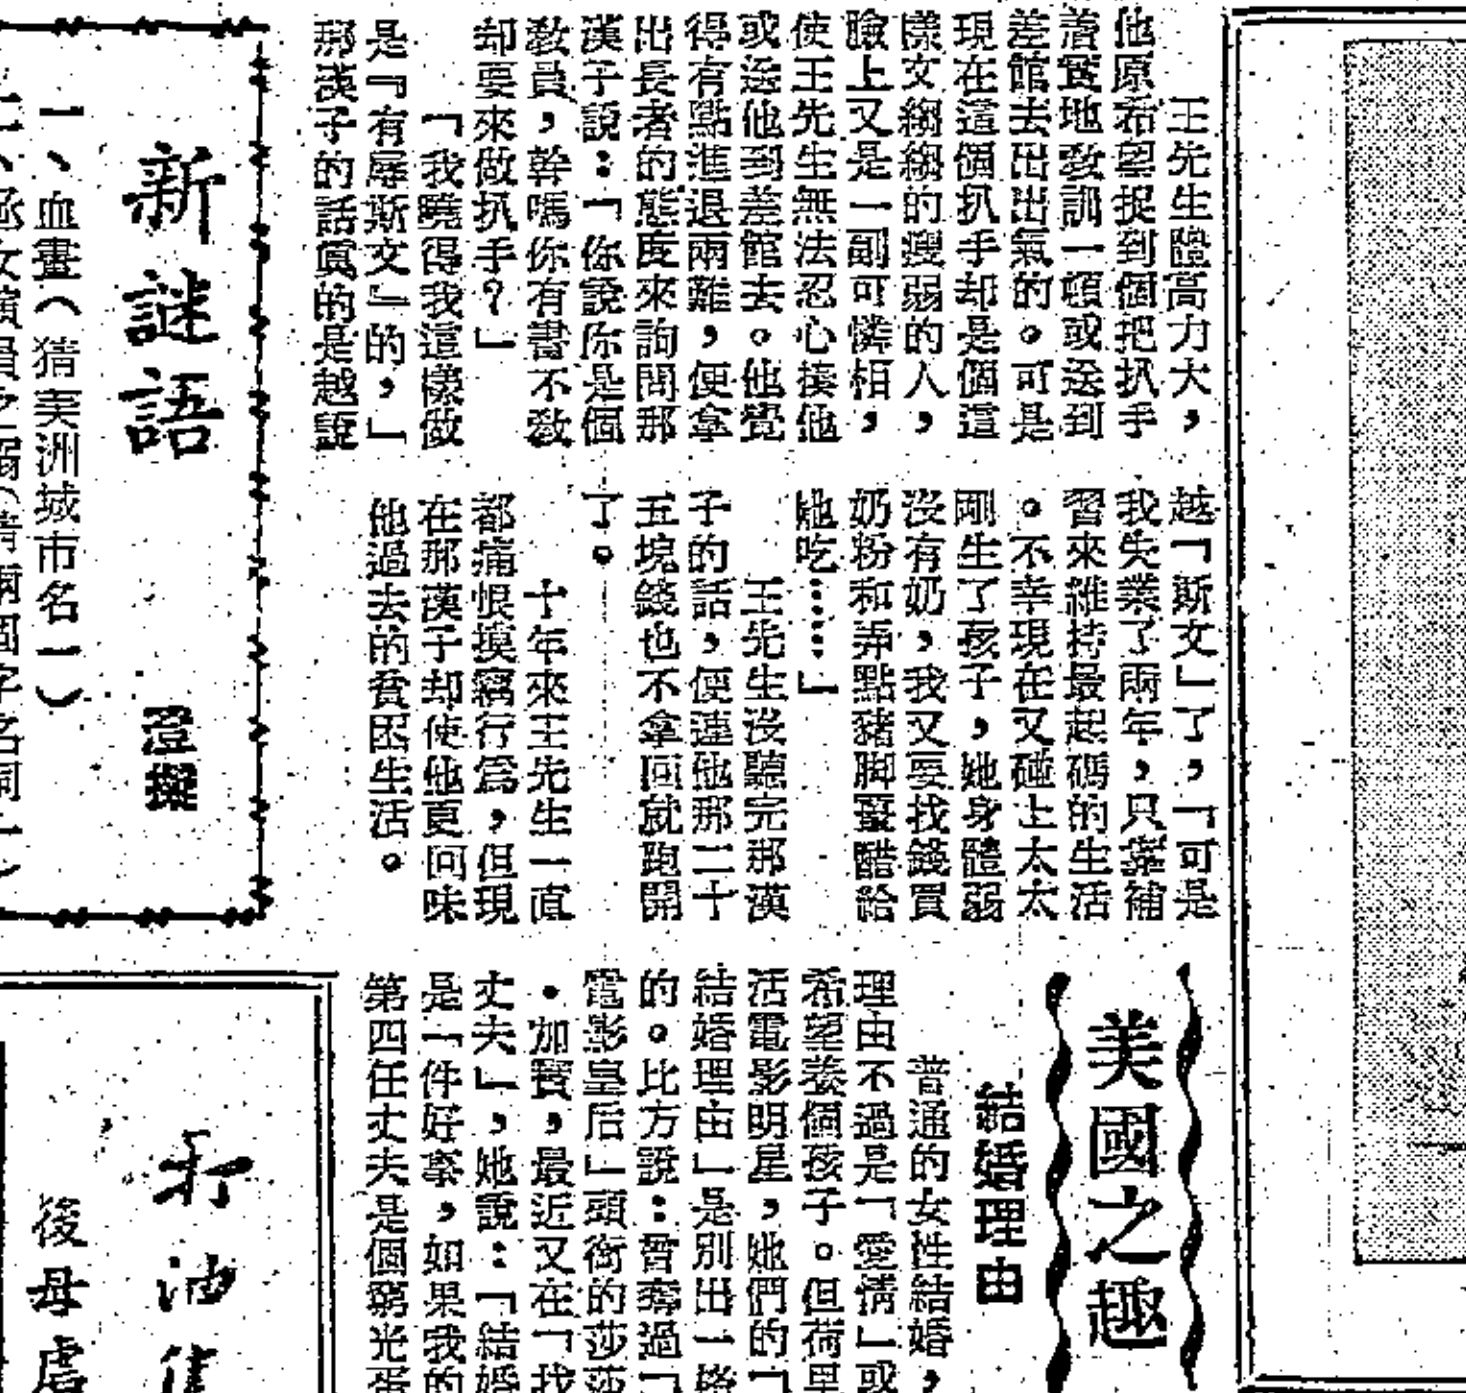 王先生體高力大，
他原希望捉到個把扒手
着實地教訓一頓或送到
差館去出出氣的。可是
現在這個扒手却是個這
樣文縐縐的瘦弱的人，
臉上又是一副可憐相，
使王先生無法忍心揍他
或送他到差館去。他覺
得有點進退兩難，便拿
出長者的態度來詢問那
漢子說：「你說你是個
教員，幹嗎你有書不教
却要來做扒手？」
「我曉得我這樣做
是『有辱斯文』的，」
那漢子的話眞的是越說
越「斯文」了，「可是
我失業了兩年，只靠補
習來維持最起碼的生活
。不幸現在又碰上太太
剛生了孩子，她身體弱
沒有奶，我又要找錢買
奶粉和弄點豬脚薑醋給
她吃……」
王先生沒聽完那漢
子的話，便連他那二十
五塊錢也不拿回就跑開
了。
十年來王先生一直
都痛恨摸竊行爲，但現
在那漢子却使他更回味
他過去的貧困生活。
新謎語
澄擬
一、血畫（猜美洲城市名一）
美國之趣
結婚理由
普通的女性結婚，
理由不過是「愛情」或
希望養個孩子。但荷里
活電影明星，她們的「
結婚理由」是別出一格
的。比方說：曾奪過「
電影皇后」頭銜的莎莎
・加寶，最近又在「找
丈夫」，她說：「結婚
是一件好事，如果我的
第四任丈夫是個窮光蛋
後母虐